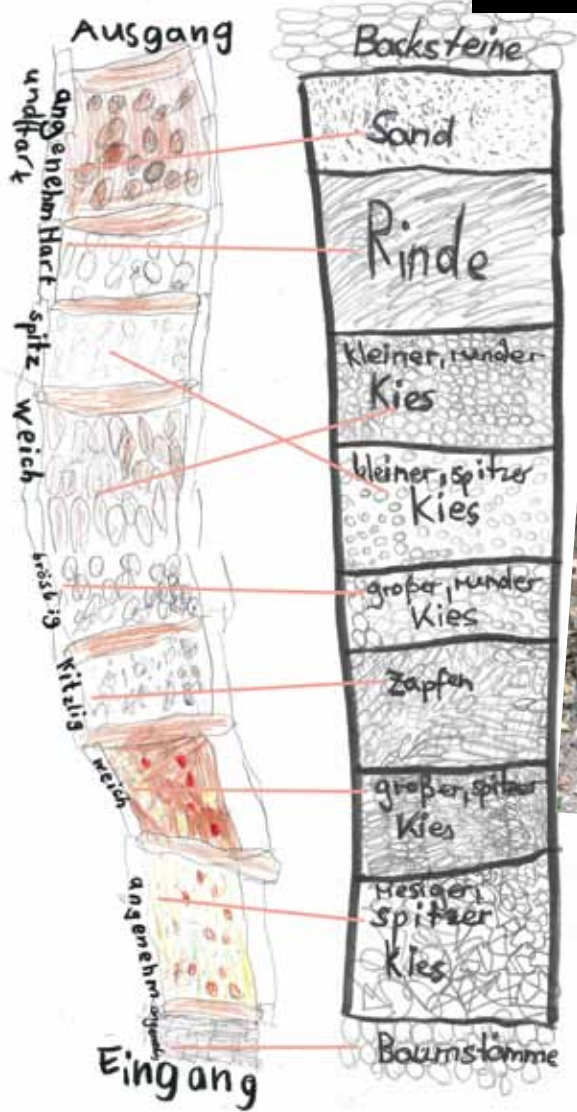 Ausgang
angenehm Hart
und hart
spitz
weich
bröslig
kitzlig
weich
angenehm
Eingang
Backsteine
Sand
Rinde
kleiner, runder
Kies
kleiner, spitzer
Kies
großer, runder
Kies
Zapfen
großer, spitzer
Kies
riesiger,
spitzer
Kies
Baumstämme